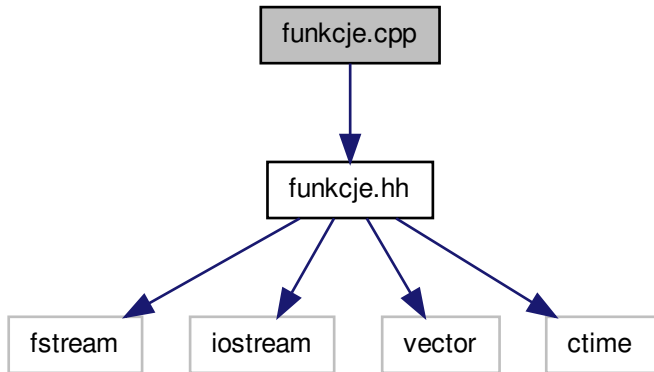 funkcje.cpp
funkcje.hh
fstream
iostream
vector
ctime